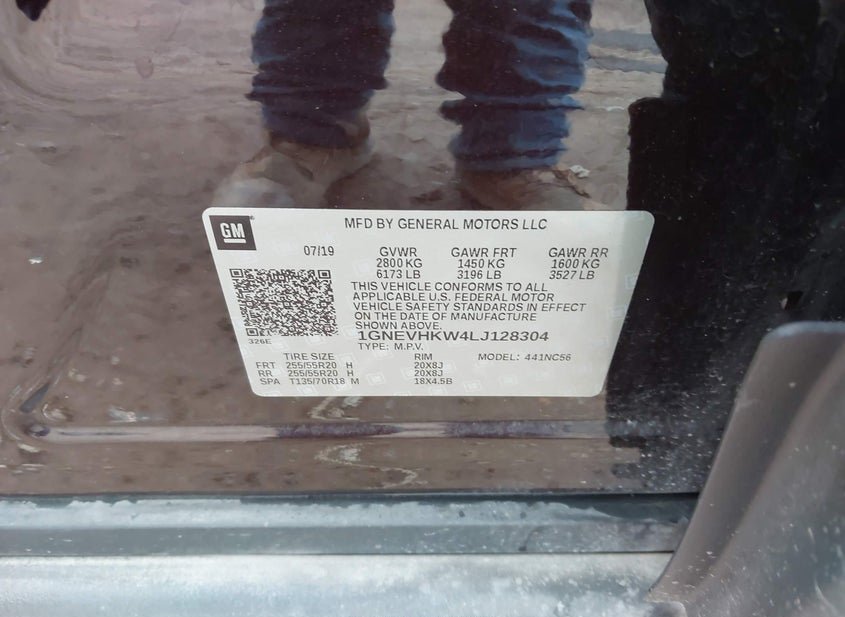 GM
MFD BY GENERAL MOTORS LLC
07/19 GVWR GAWR FRT GAWR RR
2800 KG 1450 KG 1600 KG
6173 LB 3196 LB 3527 LB
THIS VEHICLE CONFORMS TO ALL
APPLICABLE U.S. FEDERAL MOTOR
VEHICLE SAFETY STANDARDS IN EFFECT
ON THE DATE OF MANUFACTURE
SHOWN ABOVE.
326E 1GNEVHKW4LJ128304
TYPE: M.P.V.
TIRE SIZE RIM MODEL: 441NC56
FRT 255/55R20 H 20X8J
RR 255/55R20 H 20X8J
SPA T135/70R18 M 18X4.5B